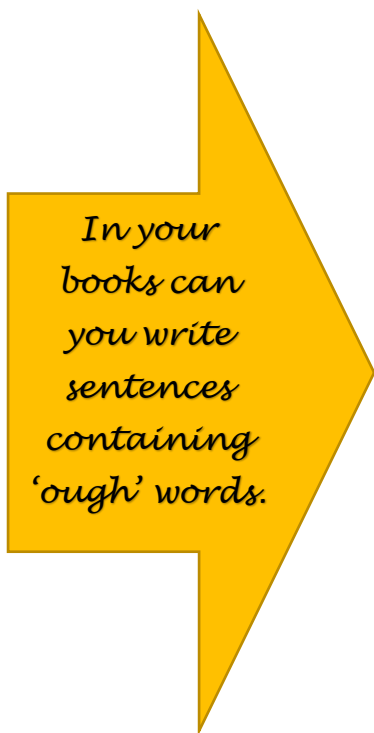 In your
books can
you write
sentences
containing
‘ough’ words.